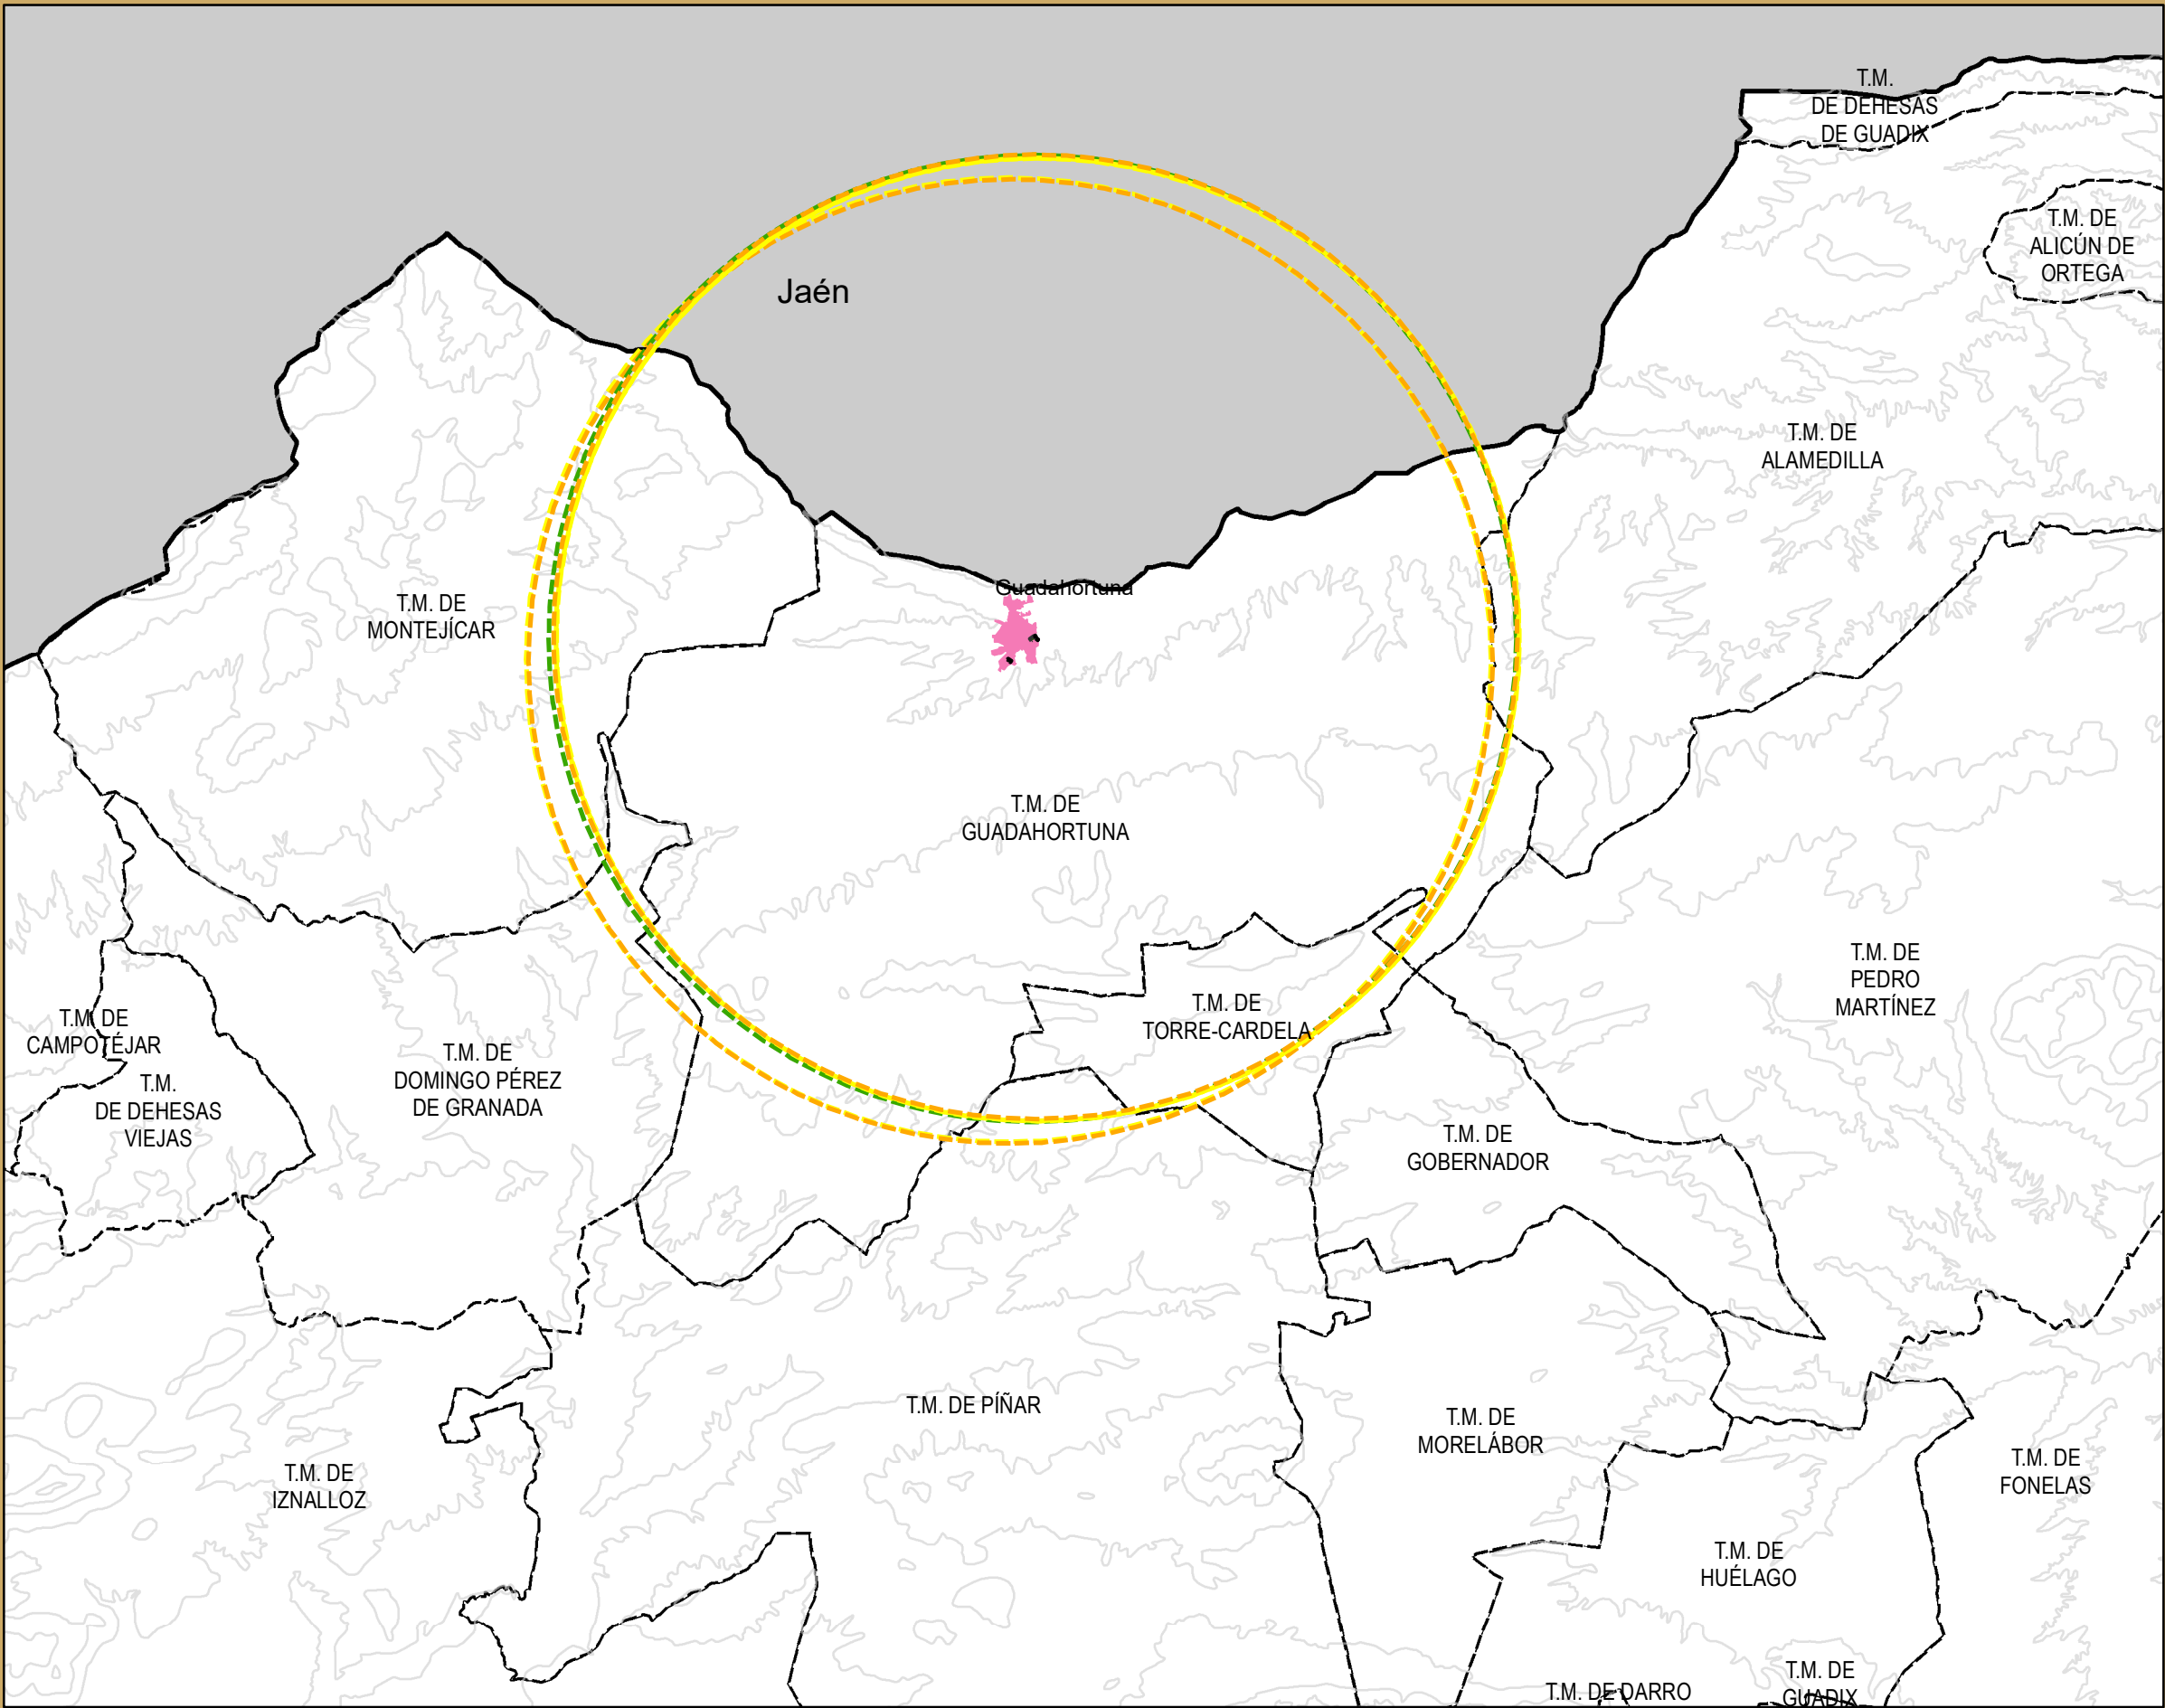 T.M.
DE DEHESAS
DE GUADIX
T.M. DE
ALICÚN DE
ORTEGA
Jaén
T.M. DE
ALAMEDILLA
Guadahortuna
T.M. DE
MONTEJÍCAR
T.M. DE
GUADAHORTUNA
T.M. DE
PEDRO
MARTÍNEZ
T.M. DE
TORRE-CARDELA
T.M. DE
CAMPOTÉJAR
T.M. DE
DOMINGO PÉREZ
DE GRANADA
T.M.
DE DEHESAS
VIEJAS
T.M. DE
GOBERNADOR
T.M. DE PÍÑAR
T.M. DE
MORELÁBOR
T.M. DE
FONELAS
T.M. DE
IZNALLOZ
T.M. DE
HUÉLAGO
T.M. DE
GUADIX
T.M. DE DARRO